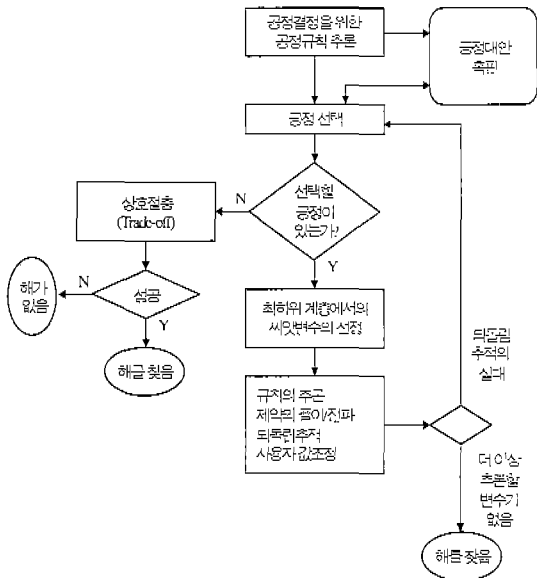 공정결정을 위한
공정규칙 추론
공정대안
흑판
공정 선택
선택할
공정이
있는가?
N
Y
상호절충
(Trade-off)
성공
N
Y
해가
없음
해를 찾음
최하위 계층에서의
씨앗변수의 선정
규칙의 추론
제약의 풀이/전파
되돌림추적
사용자 값조정
되돌림
추적의
실패
더 이상
추론할
변수가
없음
해를 찾음